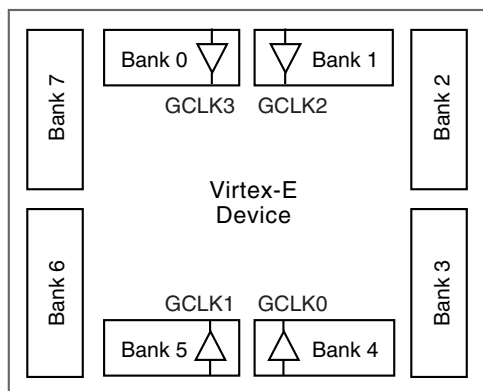 Bank 0
Bank 1
GCLK3
GCLK2
Bank 7
Bank 2
Virtex-E
Device
Bank 6
Bank 3
GCLK1
GCLK0
Bank 5
Bank 4